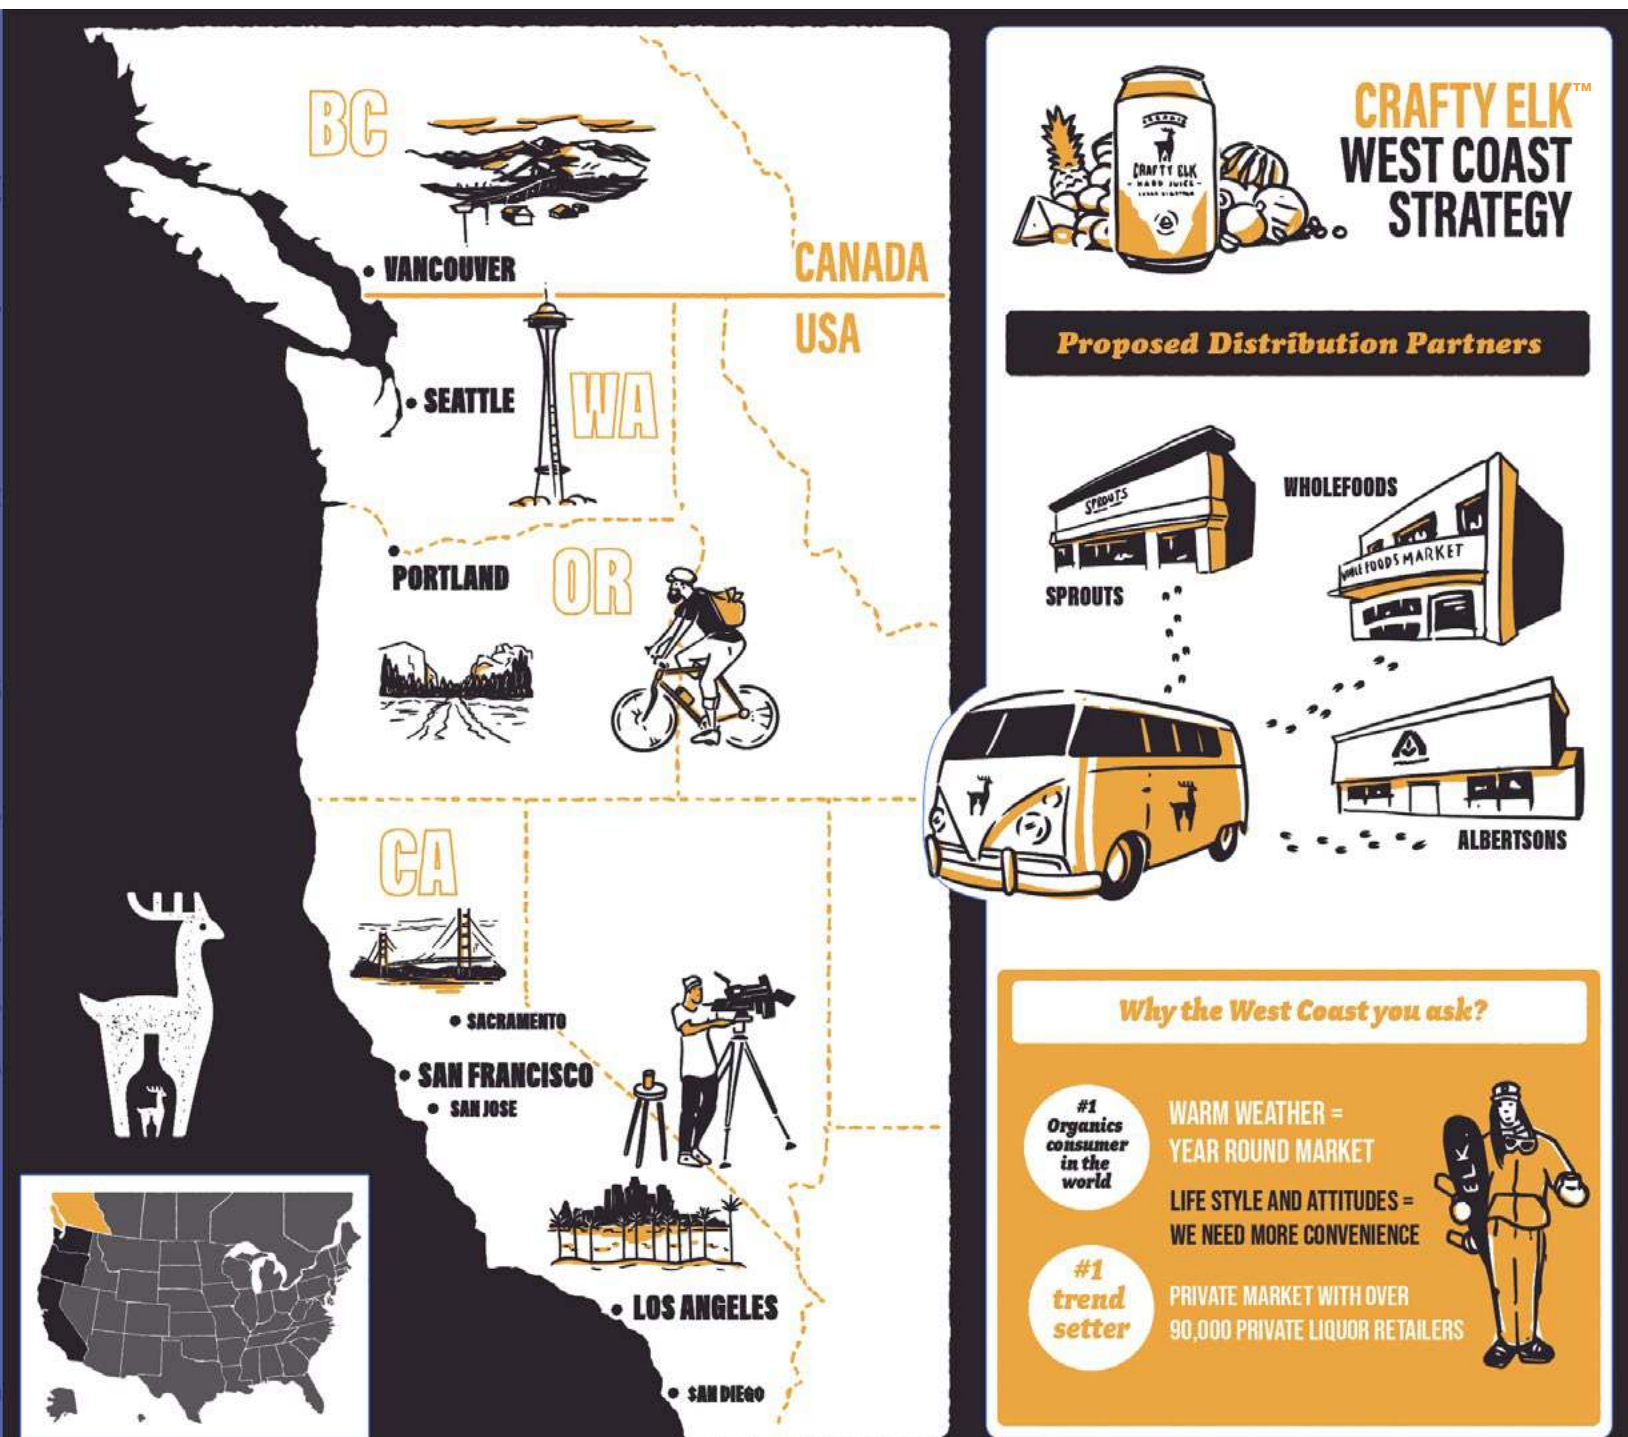 BC
VANCOUVER
CANADA
USA
SEATTLE
WA
PORTLAND
OR
CA
SACRAMENTO
SAN FRANCISCO
SAN JOSE
LOS ANGELES
SAN DIEGO
CRAFTY ELK™
WEST COAST
STRATEGY
ORGANIC
CRAFTY ELK
- HARD JUICE -
Proposed Distribution Partners
SPROUTS
SPROUTS
WHOLEFOODS
WHOLE FOODS MARKET
ALBERTSONS
Why the West Coast you ask?
#1
Organics
consumer
in the
world
WARM WEATHER =
YEAR ROUND MARKET
LIFE STYLE AND ATTITUDES =
WE NEED MORE CONVENIENCE
#1
trend
setter
PRIVATE MARKET WITH OVER
90,000 PRIVATE LIQUOR RETAILERS
ELK